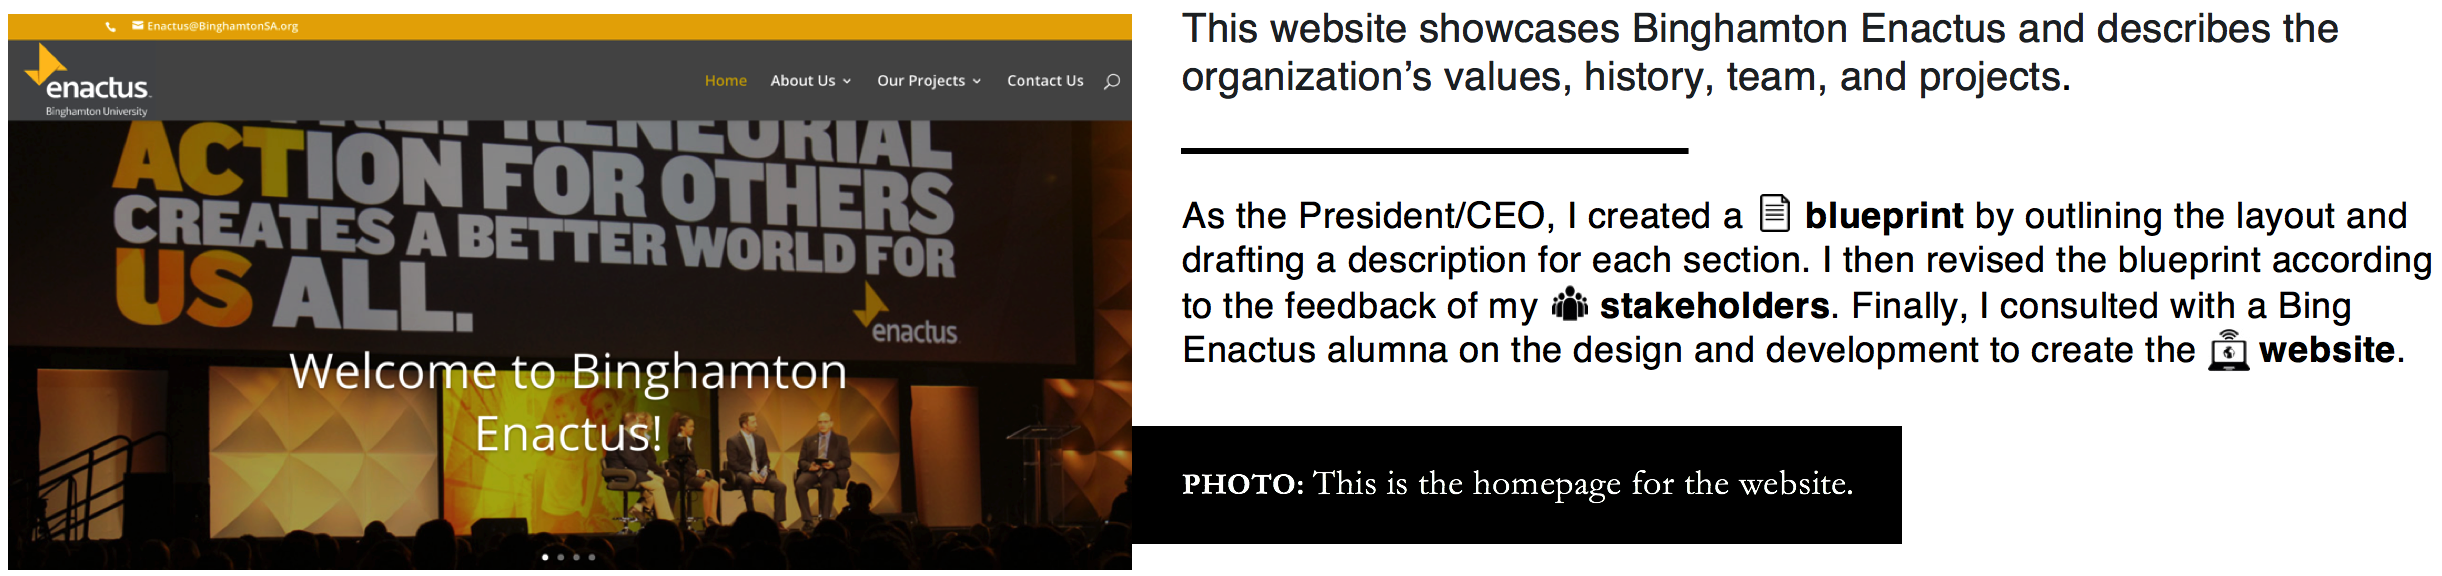 Enactus@BinghamtonSA.org
enactus
Binghamton University
Home About Us Our Projects Contact Us
ACTION FOR OTHERS
CREATES A BETTER WORLD FOR
US ALL.
enactus
Welcome to Binghamton
Enactus!
This website showcases Binghamton Enactus and describes the
organization’s values, history, team, and projects.
As the President/CEO, I created a blueprint by outlining the layout and
drafting a description for each section. I then revised the blueprint according
to the feedback of my stakeholders. Finally, I consulted with a Bing
Enactus alumna on the design and development to create the website.
PHOTO: This is the homepage for the website.